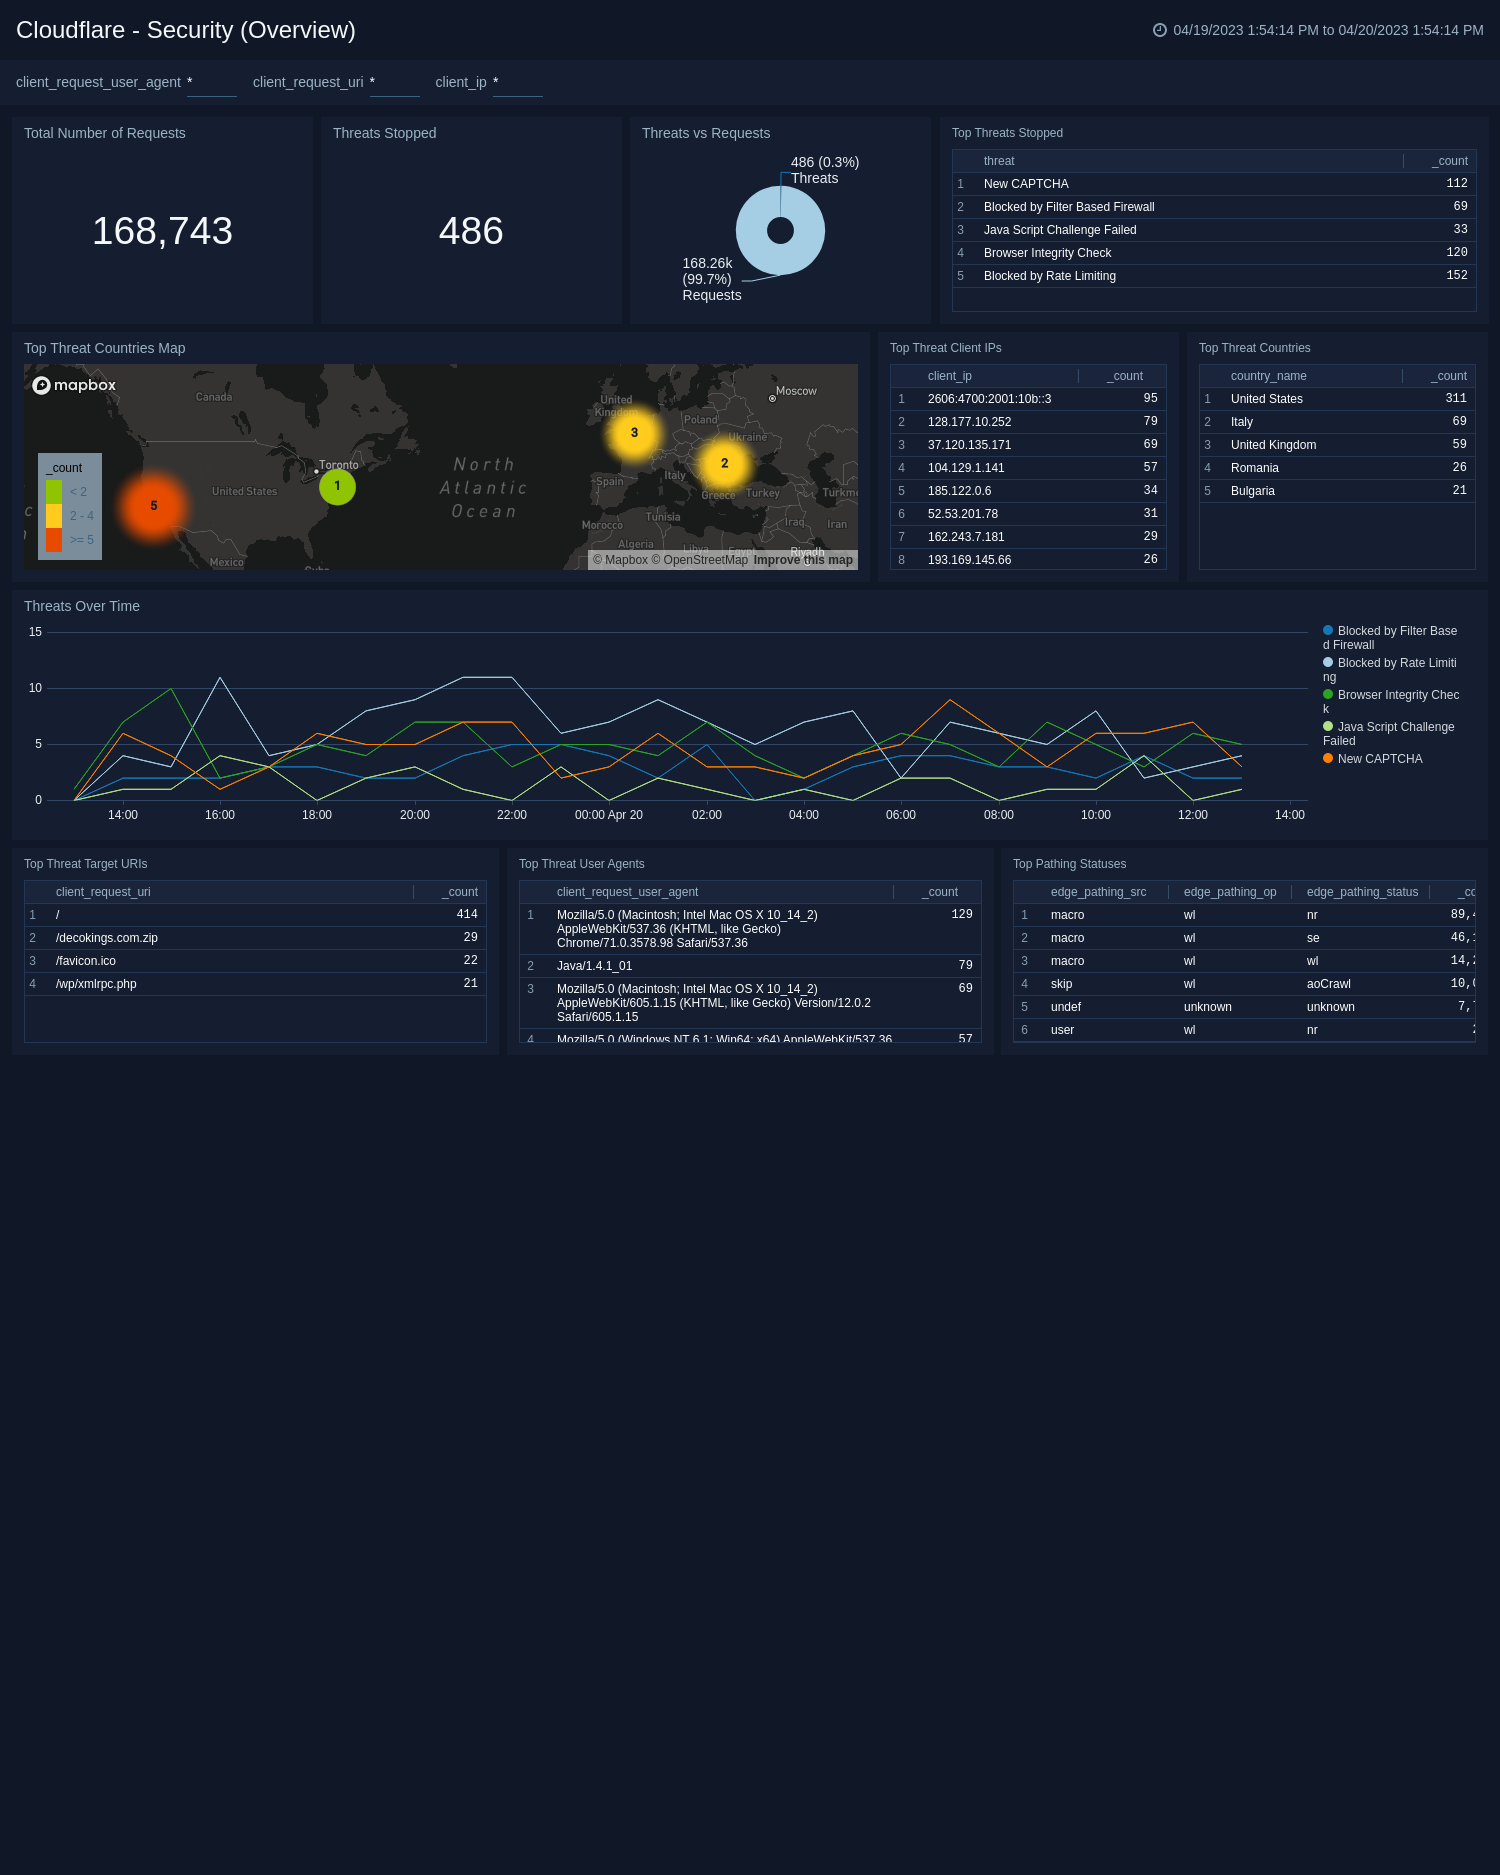 Cloudflare - Security (Overview)
04/19/2023 1:54:14 PM to 04/20/2023 1:54:14 PM
client_request_user_agent *
client_request_uri *
client_ip *
Total Number of Requests
168,743
Threats Stopped
486
Threats vs Requests
486 (0.3%)
Threats
168.26k
(99.7%)
Requests
Top Threats Stopped
threat _count
1 New CAPTCHA 112
2 Blocked by Filter Based Firewall 69
3 Java Script Challenge Failed 33
4 Browser Integrity Check 120
5 Blocked by Rate Limiting 152
Top Threat Countries Map
mapbox
Canada
United
Kingdom
Moscow
Poland
Ukraine
3
2
_count
< 2
2 - 4
>= 5
5
Toronto
1
United States
North
Atlantic
Ocean
Spain
Italy
Greece
Turkey
Turkme
Morocco
Tunisia
Iraq
Iran
Algeria
Libya
Egypt
Riyadh
Mexico
Cuba
© Mapbox © OpenStreetMap Improve this map
Top Threat Client IPs
client_ip _count
1 2606:4700:2001:10b::3 95
2 128.177.10.252 79
3 37.120.135.171 69
4 104.129.1.141 57
5 185.122.0.6 34
6 52.53.201.78 31
7 162.243.7.181 29
8 193.169.145.66 26
Top Threat Countries
country_name _count
1 United States 311
2 Italy 69
3 United Kingdom 59
4 Romania 26
5 Bulgaria 21
Threats Over Time
15
10
5
0
14:00 16:00 18:00 20:00 22:00 00:00 Apr 20 02:00 04:00 06:00 08:00 10:00 12:00 14:00
Blocked by Filter Base
d Firewall
Blocked by Rate Limiti
ng
Browser Integrity Chec
k
Java Script Challenge
Failed
New CAPTCHA
Top Threat Target URIs
client_request_uri _count
1 / 414
2 /decokings.com.zip 29
3 /favicon.ico 22
4 /wp/xmlrpc.php 21
Top Threat User Agents
client_request_user_agent _count
1 Mozilla/5.0 (Macintosh; Intel Mac OS X 10_14_2) 129
AppleWebKit/537.36 (KHTML, like Gecko)
Chrome/71.0.3578.98 Safari/537.36
2 Java/1.4.1_01 79
3 Mozilla/5.0 (Macintosh; Intel Mac OS X 10_14_2) 69
AppleWebKit/605.1.15 (KHTML, like Gecko) Version/12.0.2
Safari/605.1.15
4 Mozilla/5.0 (Windows NT 6.1; Win64; x64) AppleWebKit/537.36 57
Top Pathing Statuses
edge_pathing_src edge_pathing_op edge_pathing_status _co
1 macro wl nr 89,
2 macro wl se 46,
3 macro wl wl 14,
4 skip wl aoCrawl 10,
5 undef unknown unknown 7,
6 user wl nr